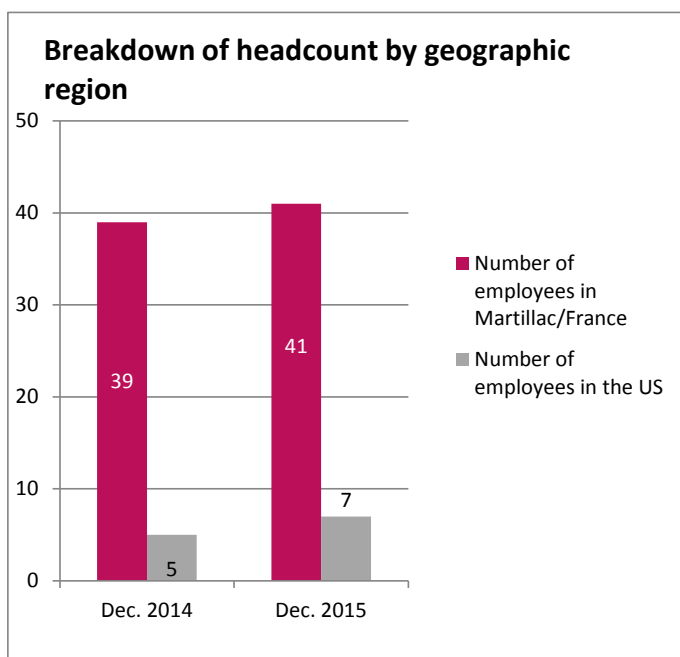 Breakdown of headcount by geographic
region
50
40
30
20
10
0
39
5
41
7
Dec. 2014
Dec. 2015
Number of
employees in
Martillac/France
Number of
employees in the US